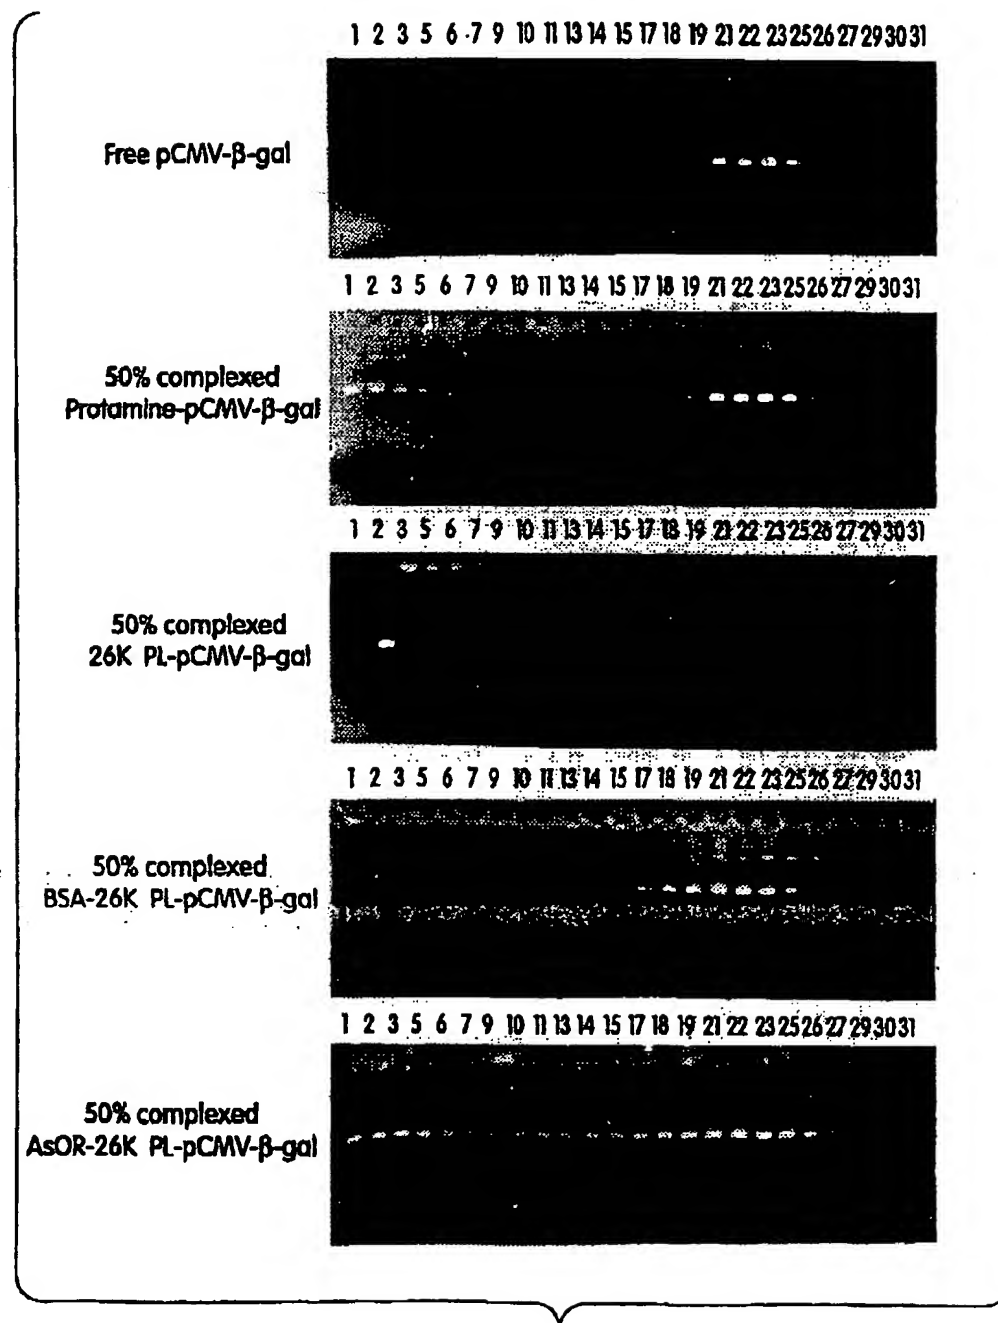 1 2 3 5 6 7 9 10 11 13 14 15 17 18 19 21 22 23 25 26 27 29 30 31
Free pCMV-β-gal
1 2 3 5 6 7 9 10 11 13 14 15 17 18 19 21 22 23 25 26 27 29 30 31
50% complexed
Protamine-pCMV-β-gal
1 2 3 5 6 7 9 10 11 13 14 15 17 18 19 21 22 23 25 26 27 29 30 31
50% complexed
26K PL-pCMV-β-gal
1 2 3 5 6 7 9 10 11 13 14 15 17 18 19 21 22 23 25 26 27 29 30 31
50% complexed
BSA-26K PL-pCMV-β-gal
1 2 3 5 6 7 9 10 11 13 14 15 17 18 19 21 22 23 25 26 27 29 30 31
50% complexed
AsOR-26K PL-pCMV-β-gal